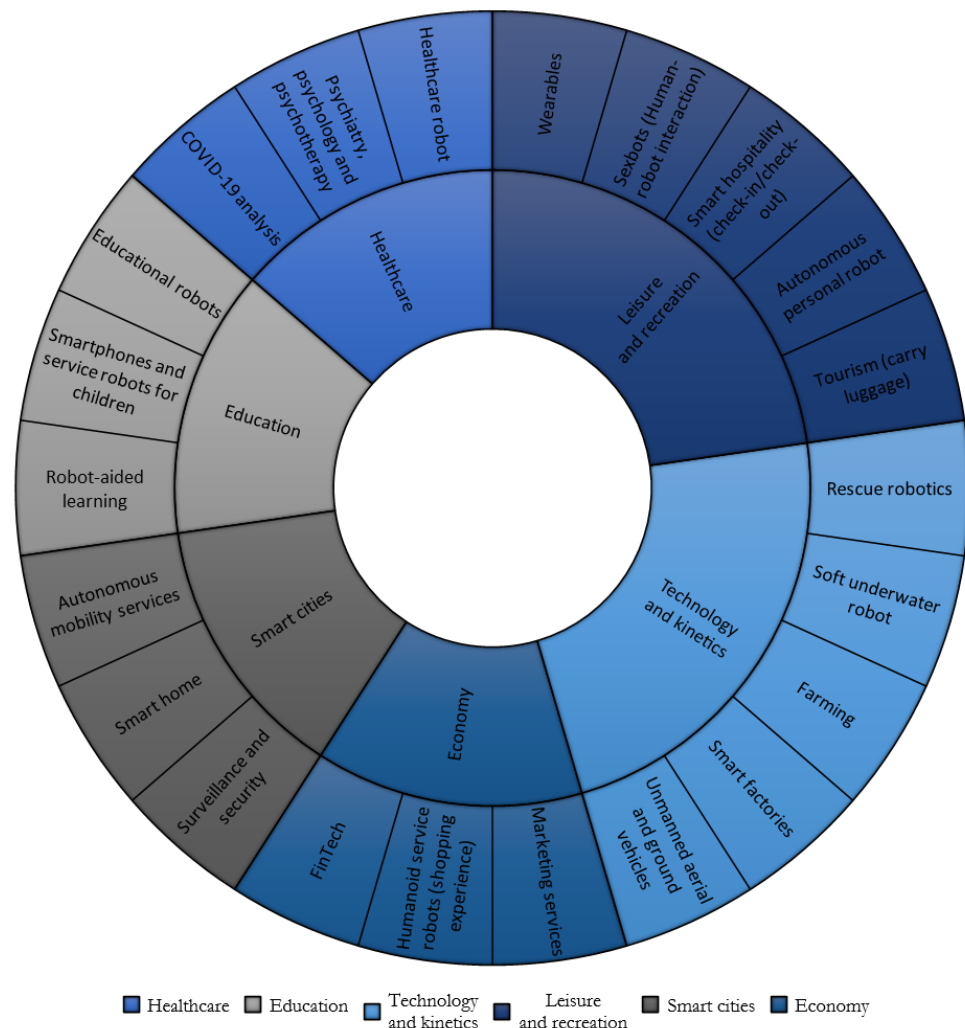 Wearables
Sexbots (Human-
robot interaction)
Smart hospitality
(check-in/check-
out)
Autonomous
personal robot
Tourism (carry
luggage)
Leisure
and recreation
Rescue robotics
Soft underwater
robot
Farming
Smart factories
Unmanned aerial
and ground
vehicles
Technology
and kinetics
Marketing services
Humanoid service
robots (shopping
experience)
FinTech
Economy
Surveillance and
security
Smart home
Autonomous
mobility services
Smart cities
Robot-aided
learning
Smartphones and
service robots for
children
Educational robots
Education
COVID-19 analysis
Psychiatry,
psychology and
psychotherapy
Healthcare robot
Healthcare
Healthcare
Education
Technology
and kinetics
Leisure
and recreation
Smart cities
Economy